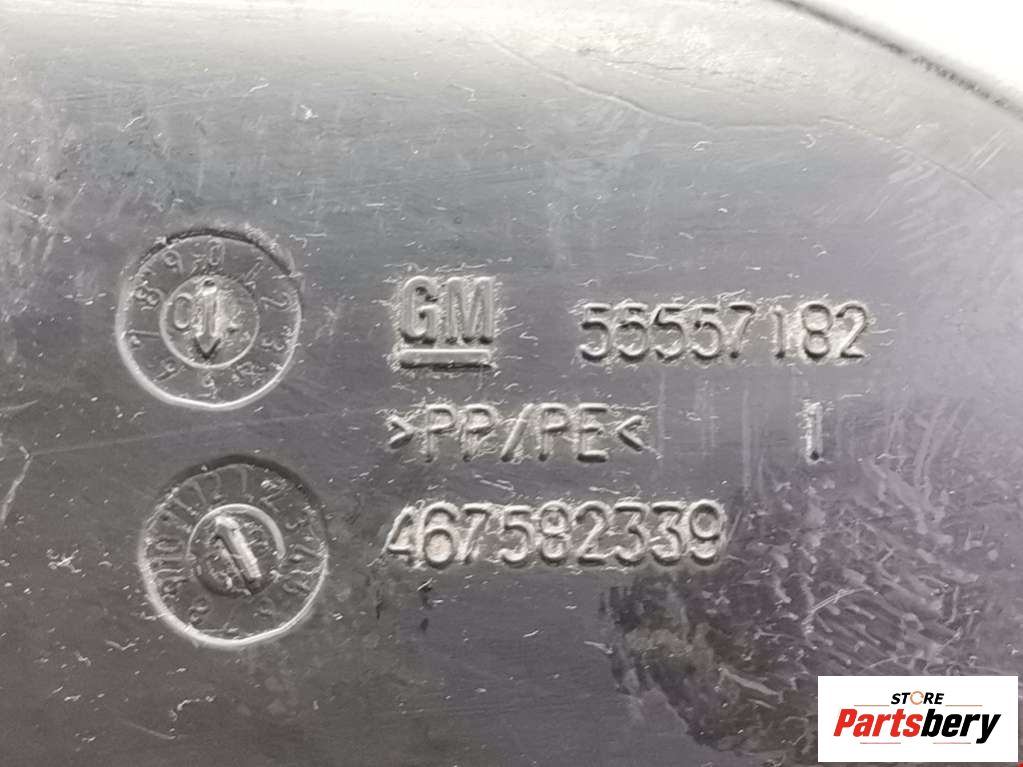 GM 55557182
>PP/PE< 1
467582339
STORE
Partsbery